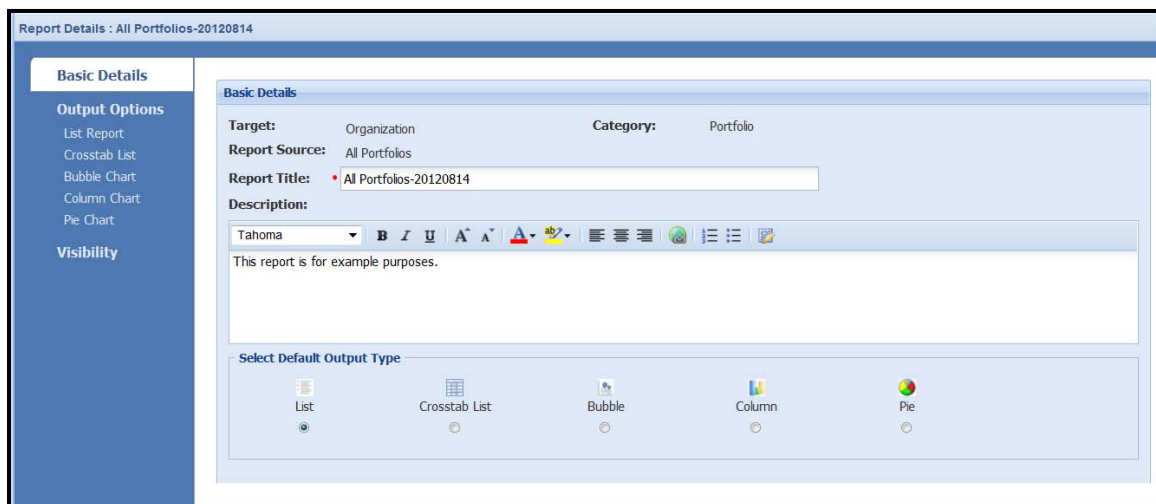 Report Details : All Portfolios-20120814
Basic Details
Output Options
List Report
Crosstab List
Bubble Chart
Column Chart
Pie Chart
Visibility
Basic Details
Target: Organization Category: Portfolio
Report Source: All Portfolios
Report Title: • All Portfolios-20120814
Description:
Tahoma B I U A A A ab
This report is for example purposes.
Select Default Output Type
List Crosstab List Bubble Column Pie